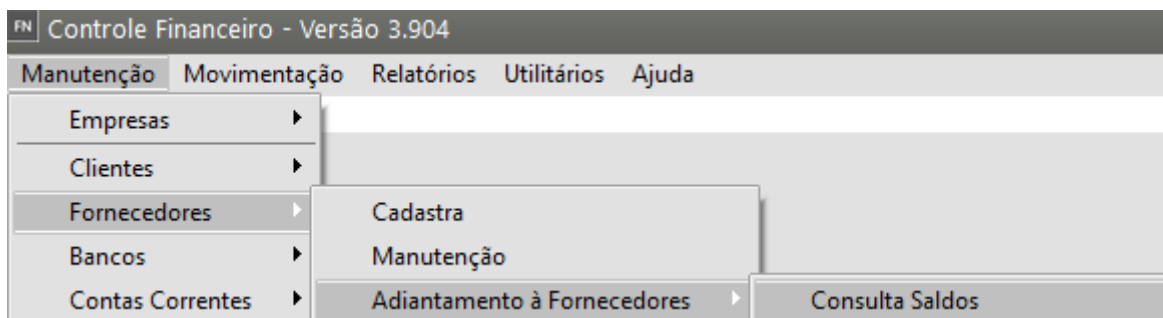 FN Controle Financeiro - Versão 3.904
Manutenção Movimentação Relatórios Utilitários Ajuda
Empresas
Clientes
Fornecedores Cadastra
Bancos Manutenção
Contas Correntes Adiantamento à Fornecedores Consulta Saldos